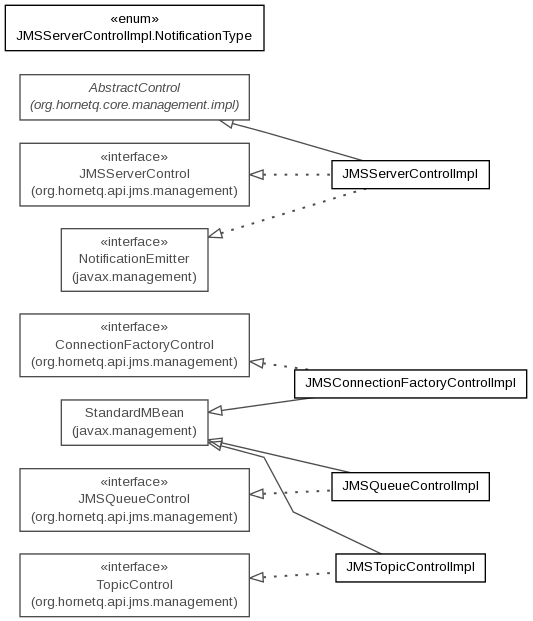 «enum»
JMSServerControlImpl.NotificationType
AbstractControl
(org.hornetq.core.management.impl)
«interface»
JMSServerControl
(org.hornetq.api.jms.management)
JMSServerControlImpl
«interface»
NotificationEmitter
(javax.management)
«interface»
ConnectionFactoryControl
(org.hornetq.api.jms.management)
JMSConnectionFactoryControlImpl
StandardMBean
(javax.management)
«interface»
JMSQueueControl
(org.hornetq.api.jms.management)
JMSQueueControlImpl
«interface»
TopicControl
(org.hornetq.api.jms.management)
JMSTopicControlImpl